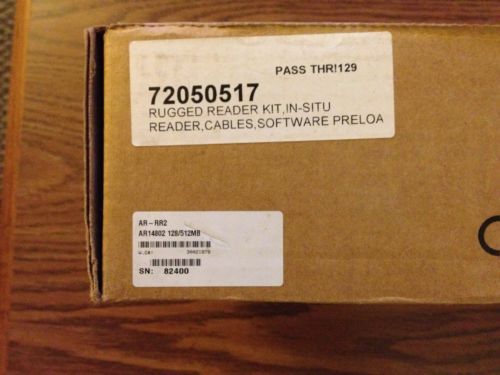 PASS THR!129
72050517
RUGGED READER KIT,IN-SITU
READER,CABLES,SOFTWARE PRELOA
AR-RR2
AR14802 128/512MB
W.O#: 30021870
SN: 82400